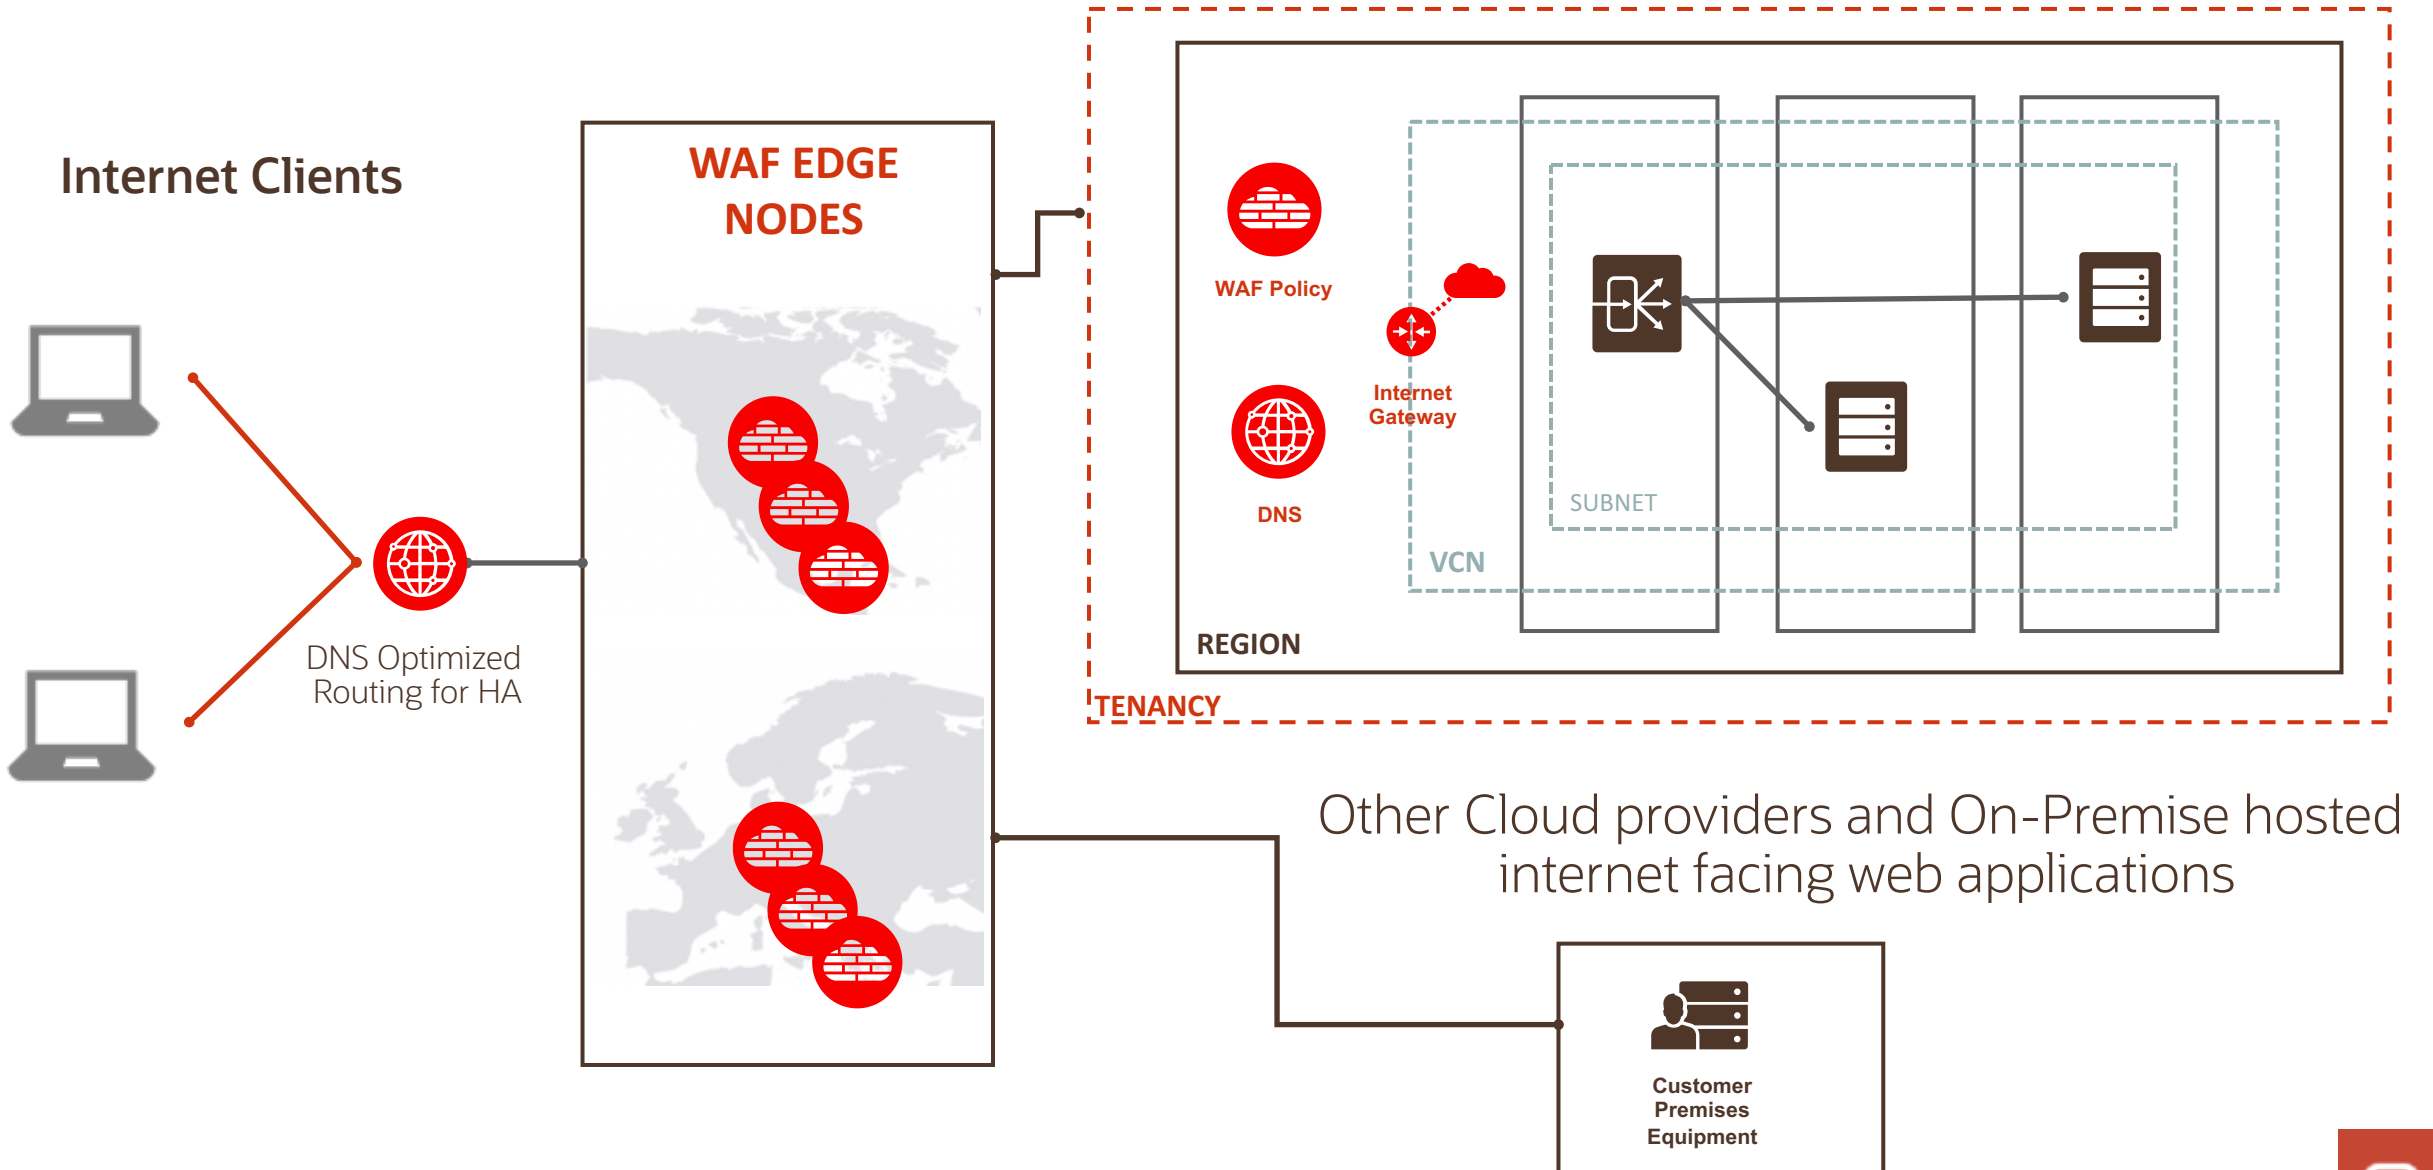 Internet Clients
DNS Optimized
Routing for HA
WAF EDGE
NODES
WAF Policy
DNS
Internet
Gateway
SUBNET
VCN
REGION
TENANCY
Other Cloud providers and On-Premise hosted
internet facing web applications
Customer
Premises
Equipment